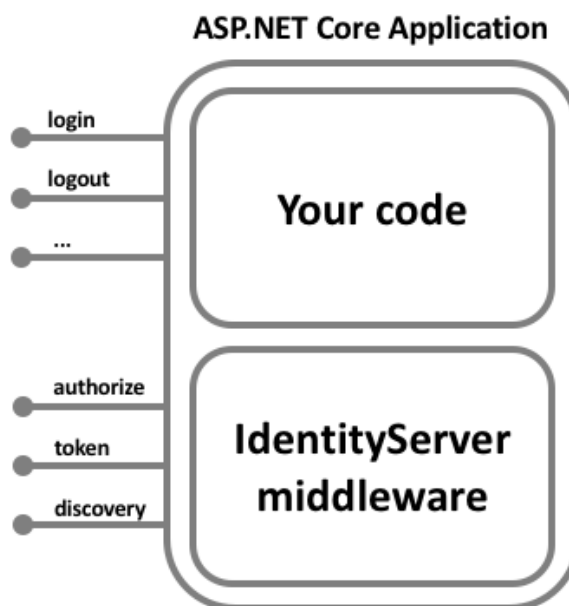 ASP.NET Core Application
login
logout
...
Your code
authorize
token
discovery
IdentityServer
middleware